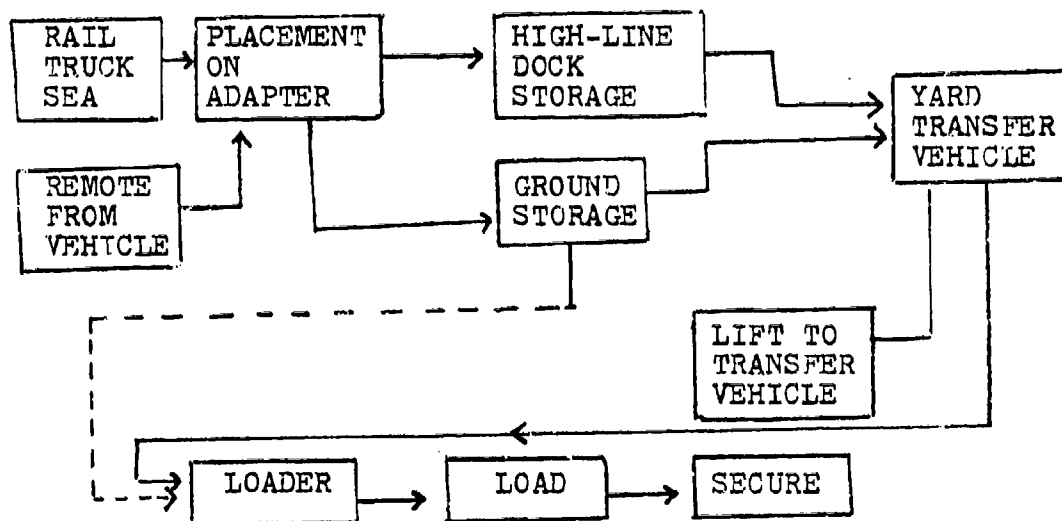 RAIL
TRUCK
SEA
PLACEMENT
ON
ADAPTER
HIGH-LINE
DOCK
STORAGE
YARD
TRANSFER
VEHICLE
REMOTE
FROM
VEHICLE
GROUND
STORAGE
LIFT TO
TRANSFER
VEHICLE
LOADER
LOAD
SECURE